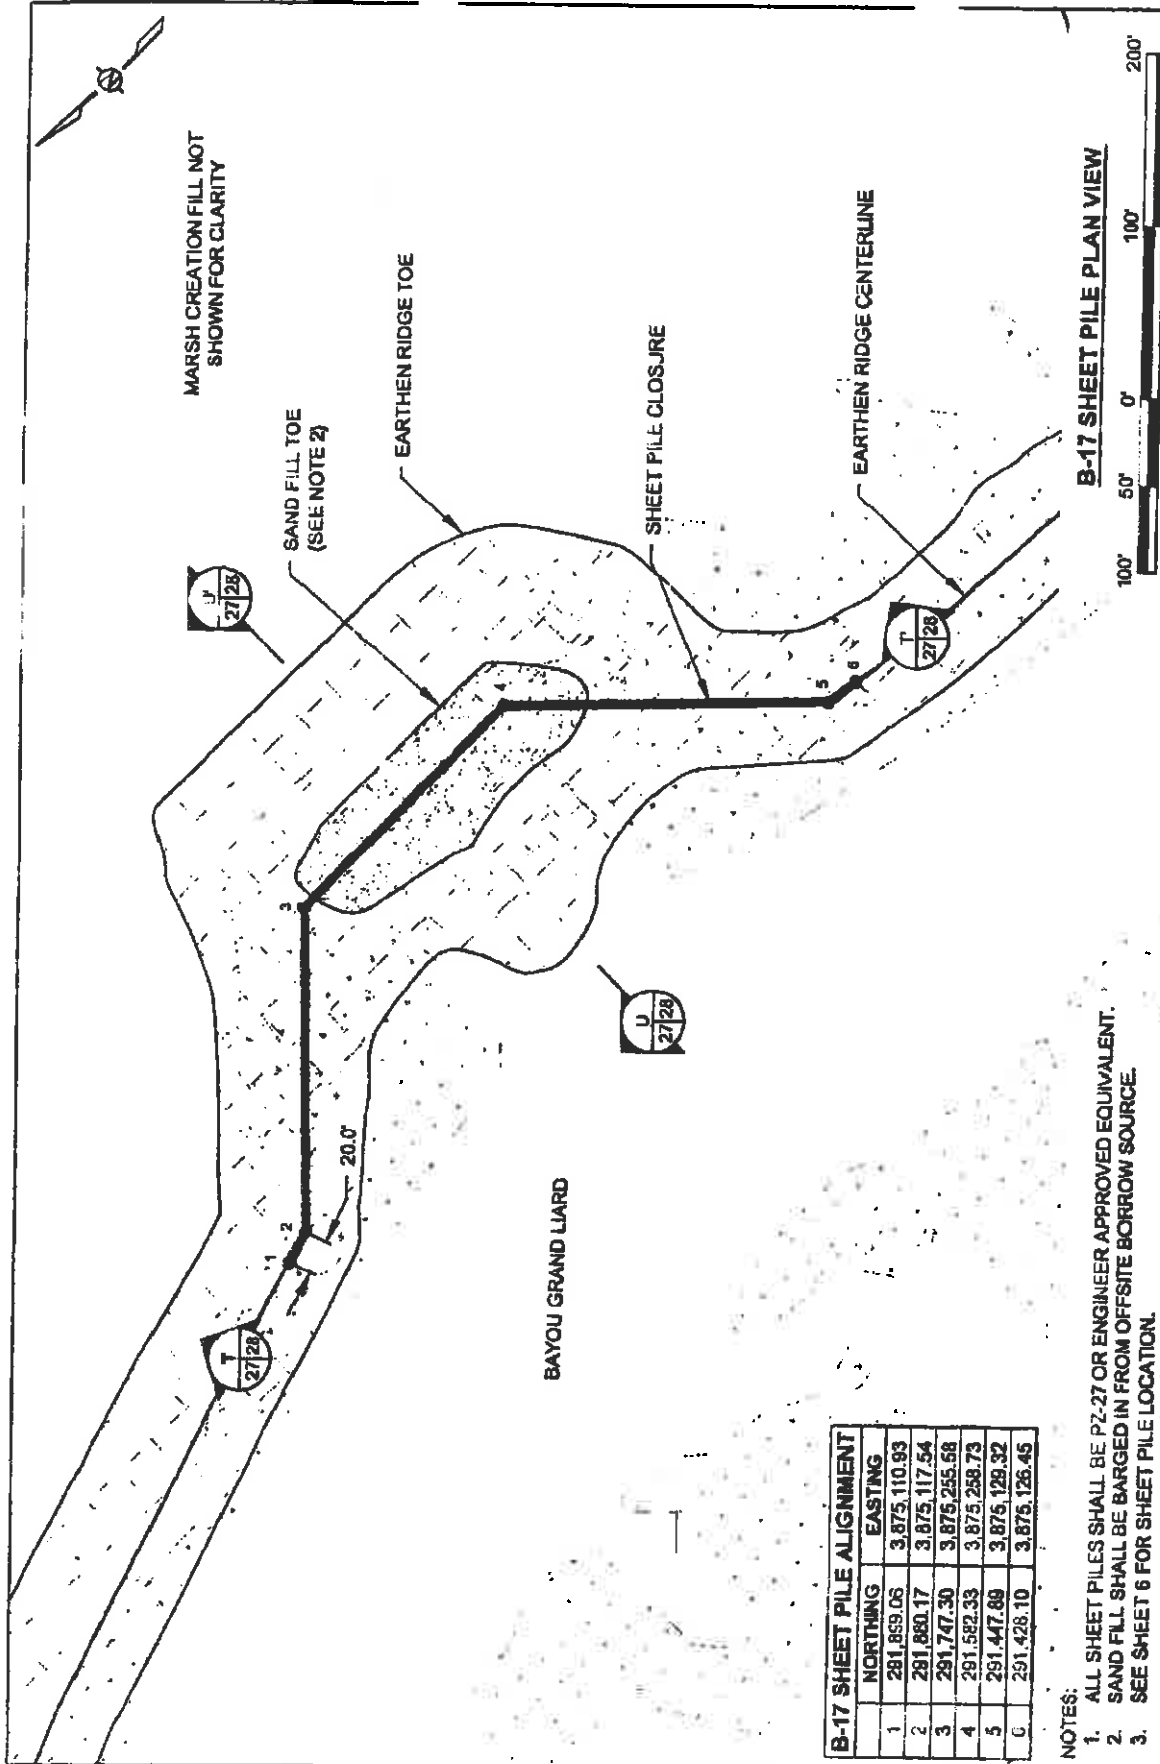 MARSH CREATION FILL NOT
SHOWN FOR CLARITY
SAND FILL TOE
(SEE NOTE 2)
EARTHEN RIDGE TOE
SHEET PILE CLOSJRE
EARTHEN RIDGE CENTERLINE
U'
27 28
T'
27 28
U
27 28
T
27 28
1
2
3
4
5
6
20.0'
BAYOU GRAND LIARD
B-17 SHEET PILE PLAN VIEW
100' 50' 0' 100' 200'
B-17 SHEET PILE ALIGNMENT
NORTHING EASTING
1 291,899.06 3,875,110.93
2 291,880.17 3,875,117.54
3 291,747.30 3,875,255.58
4 291,582.33 3,875,258.73
5 291,447.89 3,875,129.32
6 291,428.10 3,875,126.45
NOTES:
1. ALL SHEET PILES SHALL BE PZ-27 OR ENGINEER APPROVED EQUIVALENT.
2. SAND FILL SHALL BE BARGED IN FROM OFFSITE BORROW SOURCE.
3. SEE SHEET 6 FOR SHEET PILE LOCATION.